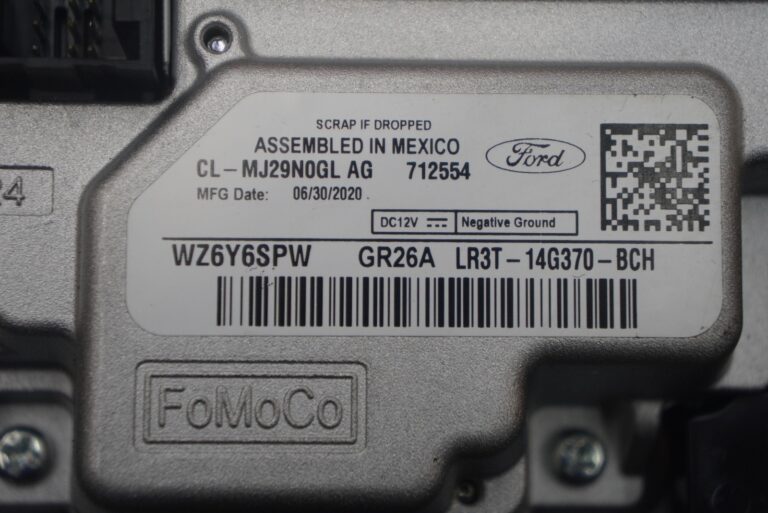 SCRAP IF DROPPED
ASSEMBLED IN MEXICO
Ford
CL-MJ29N0GL AG 712554
MFG Date: 06/30/2020
DC12V Negative Ground
WZ6Y6SPW GR26A LR3T-14G370-BCH
FoMoCo